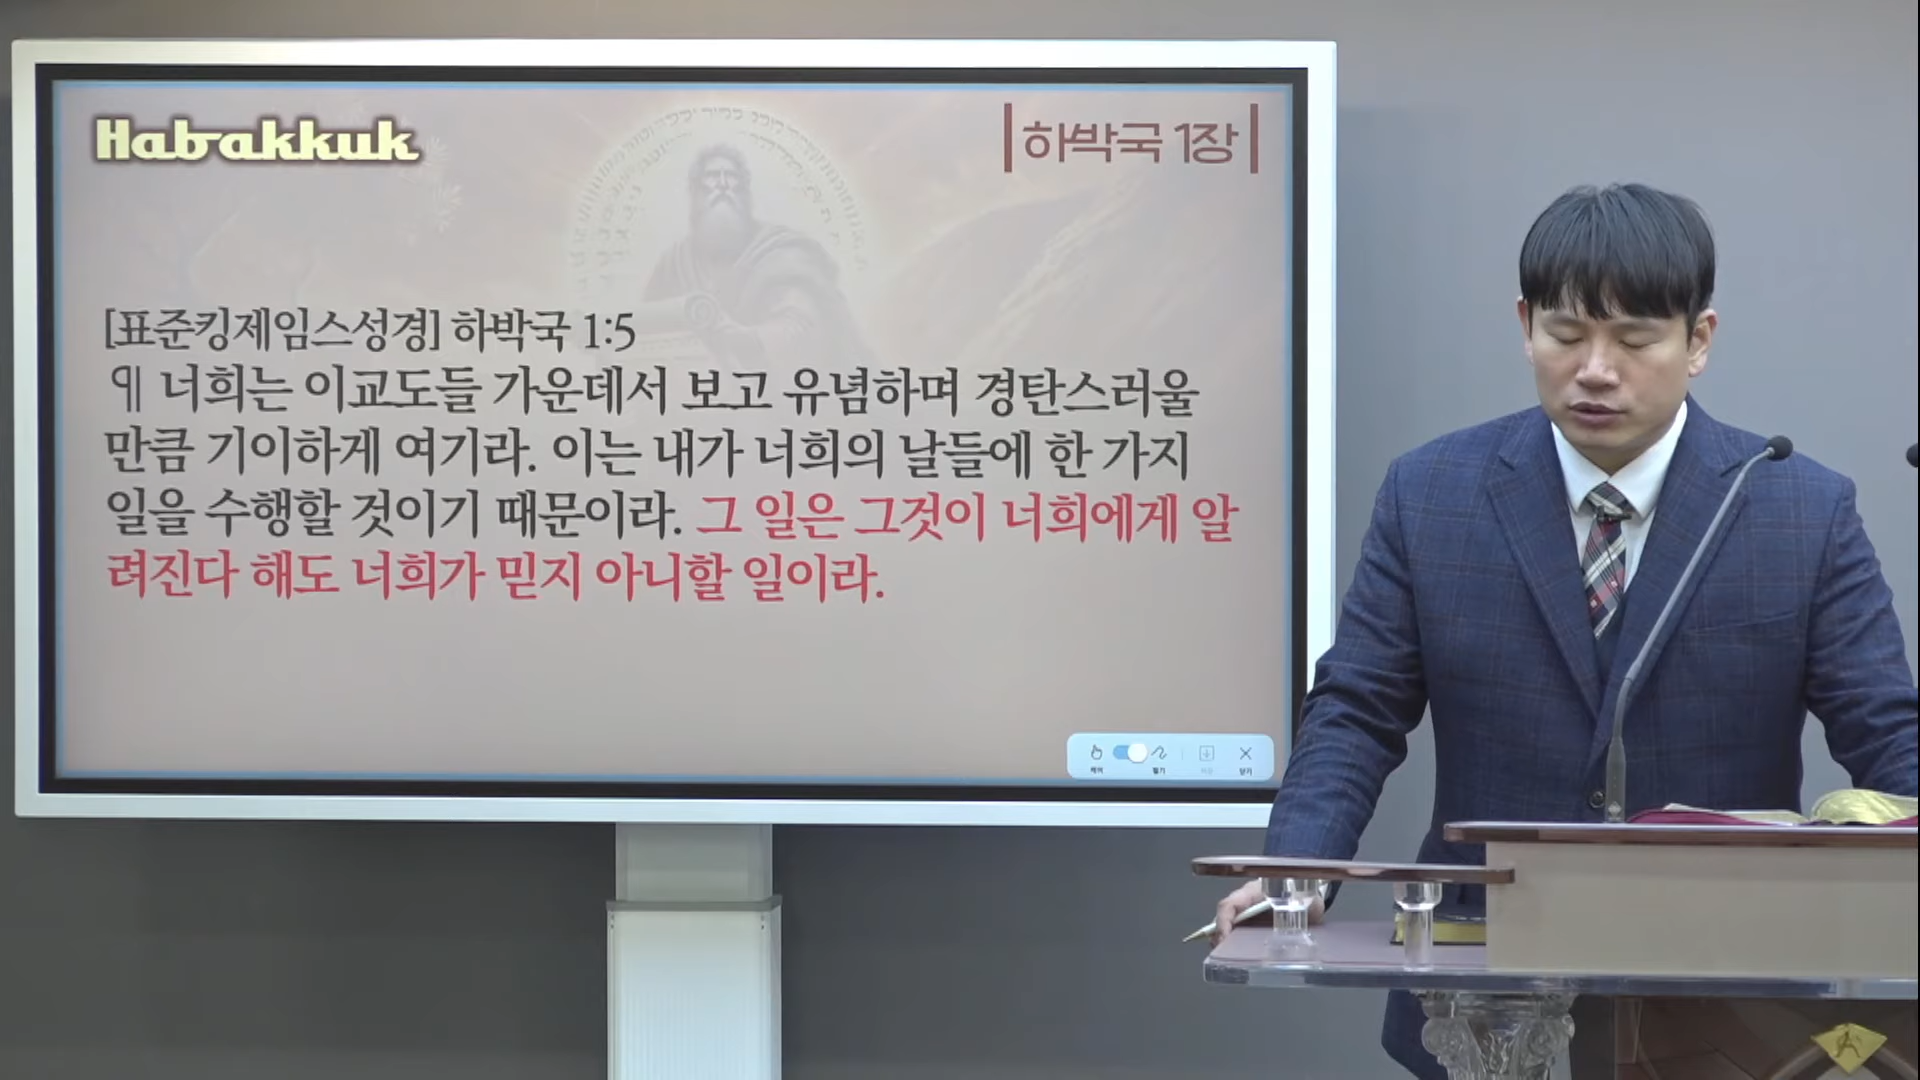 Habakkuk
하박국 1장
[표준킹제임스성경] 하박국 1:5
¶ 너희는 이교도들 가운데서 보고 유념하며 경탄스러울
만큼 기이하게 여기라. 이는 내가 너희의 날들에 한 가지
일을 수행할 것이기 때문이라. 그 일은 그것이 너희에게 알
려진다 해도 너희가 믿지 아니할 일이라.